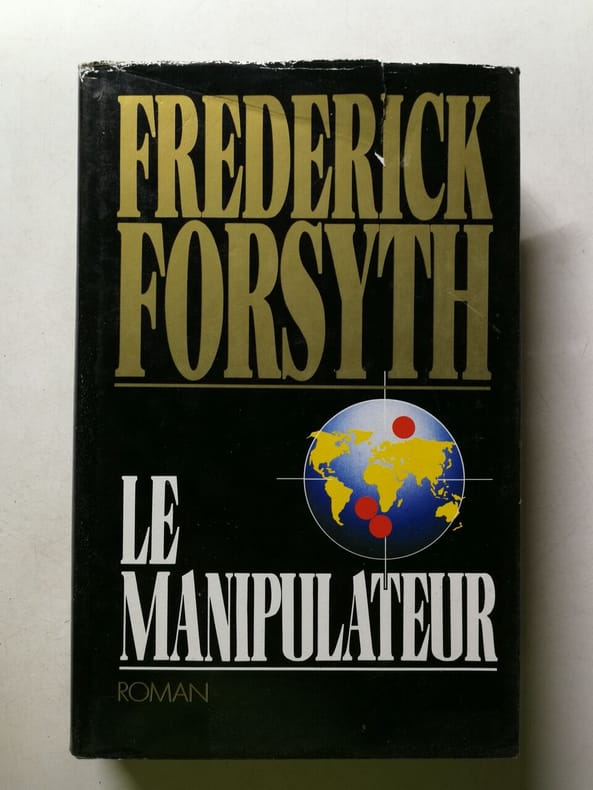 FREDERICK
FORSYTH
LE
MANIPULATEUR
ROMAN